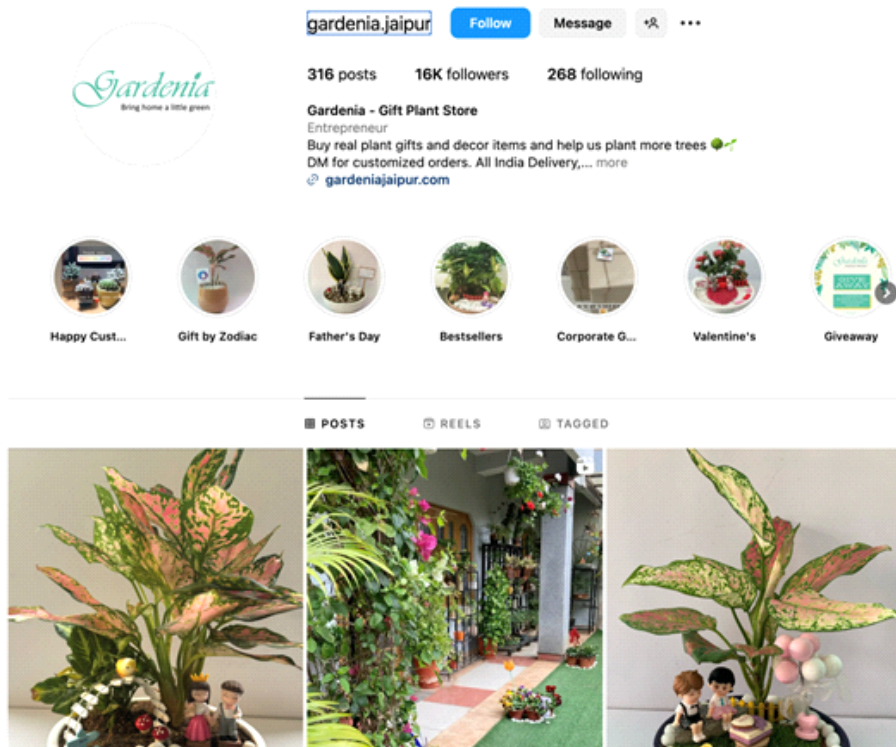 gardenia.jaipur Follow Message
Gardenia
Bring home a little green
316 posts 16K followers 268 following
Gardenia - Gift Plant Store
Entrepreneur
Buy real plant gifts and decor items and help us plant more trees 🌳🌱
DM for customized orders. All India Delivery,... more
gardeniajaipur.com
Happy Cust... Gift by Zodiac Father's Day Bestsellers Corporate G... Valentine's Giveaway
POSTS REELS TAGGED